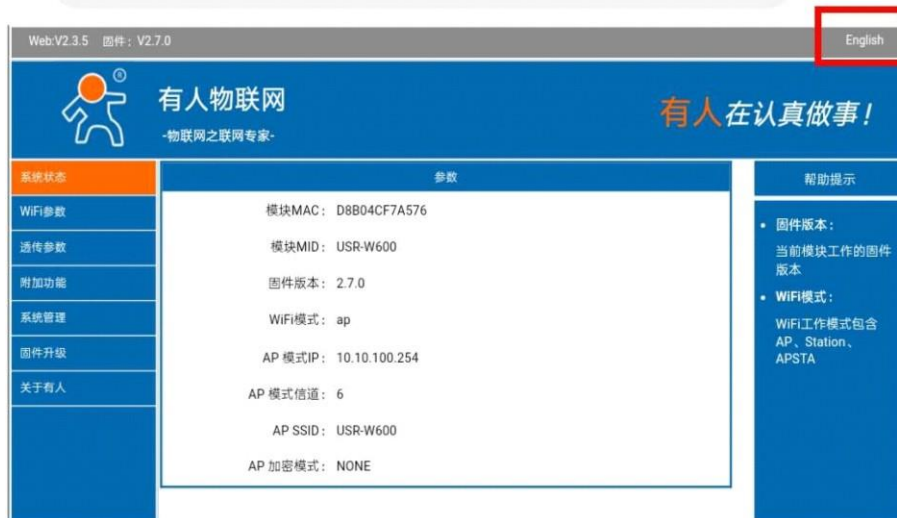 Web:V2.3.5 固件：V2.7.0
English
®
有人物联网
-物联网之联网专家-
有人在认真做事！
系统状态
WiFi参数
透传参数
附加功能
系统管理
固件升级
关于有人
参数
模块MAC： D8B04CF7A576
模块MID： USR-W600
固件版本： 2.7.0
WiFi模式： ap
AP 模式IP： 10.10.100.254
AP 模式信道： 6
AP SSID： USR-W600
AP 加密模式： NONE
帮助提示
• 固件版本：
当前模块工作的固件
版本
• WiFi模式：
WiFi工作模式包含
AP、Station、
APSTA